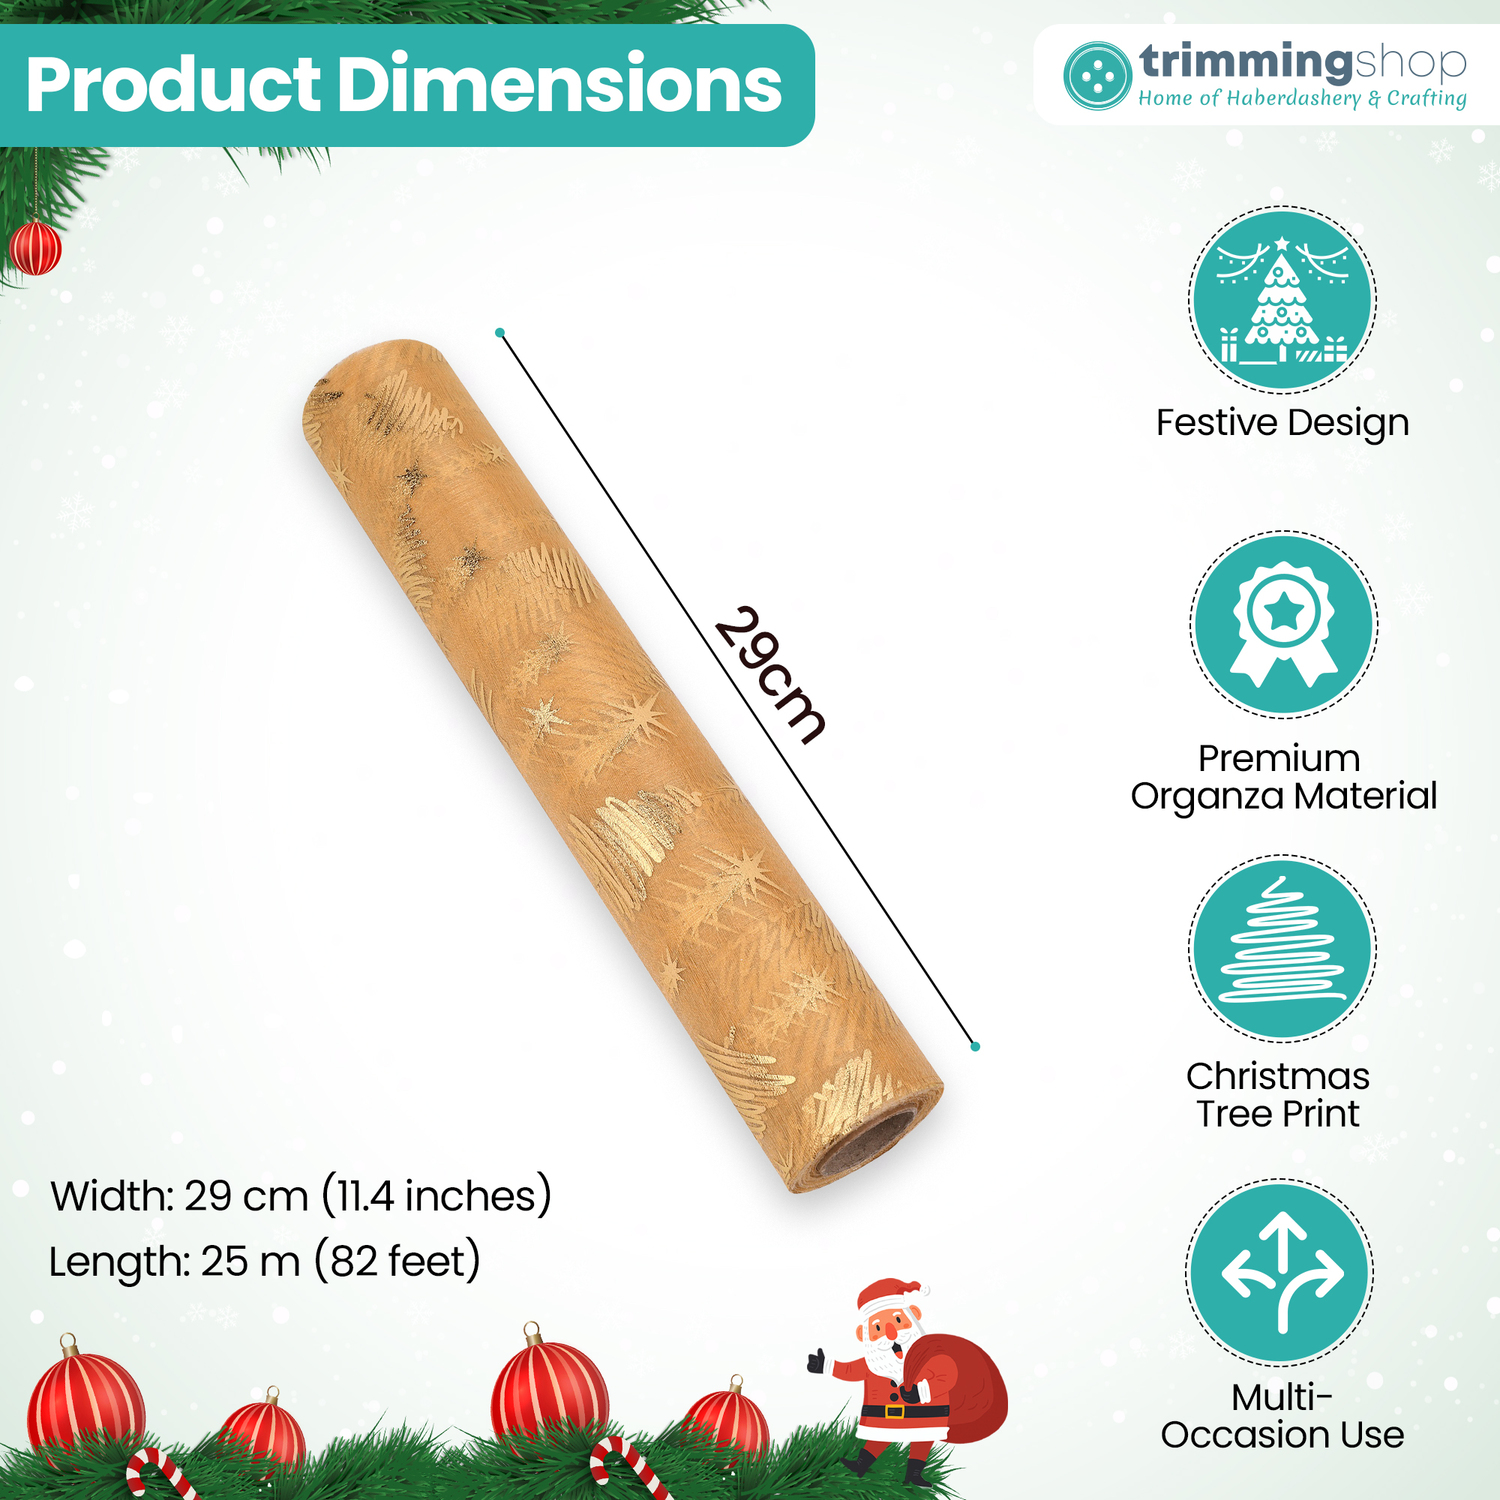 Product Dimensions
trimmingshop
Home of Haberdashery & Crafting
Festive Design
29cm
Premium
Organza Material
Christmas
Tree Print
Width: 29 cm (11.4 inches)
Length: 25 m (82 feet)
Multi-
Occasion Use